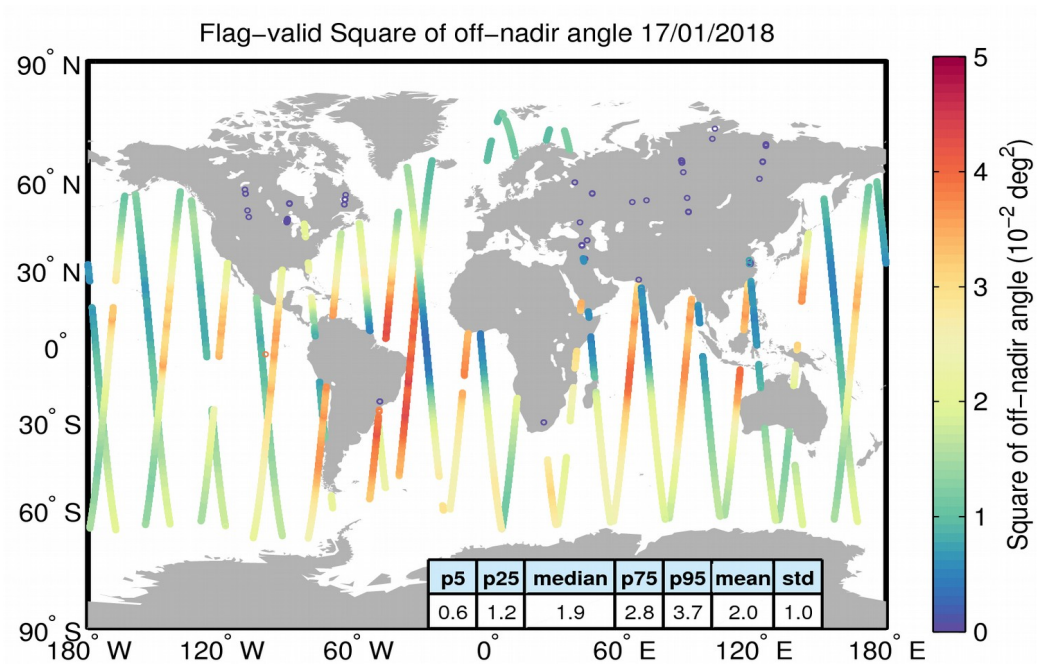 Flag−valid Square of off−nadir angle 17/01/2018
90° N
60° N
30° N
0°
30° S
60° S
90° S
180° W
120° W
60° W
0°
60° E
120° E
180° E
p5 p25 median p75 p95 mean std
0.6 1.2 1.9 2.8 3.7 2.0 1.0
5
4
3
2
1
0
Square of off−nadir angle (10⁻² deg²)